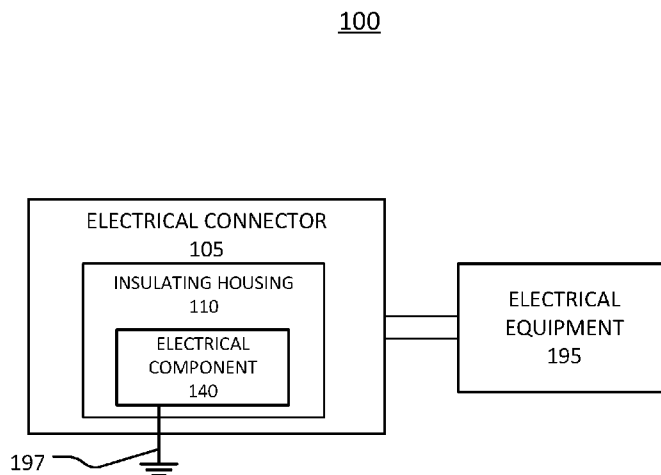 100
ELECTRICAL CONNECTOR
105
INSULATING HOUSING
110
ELECTRICAL
COMPONENT
140
ELECTRICAL
EQUIPMENT
195
197